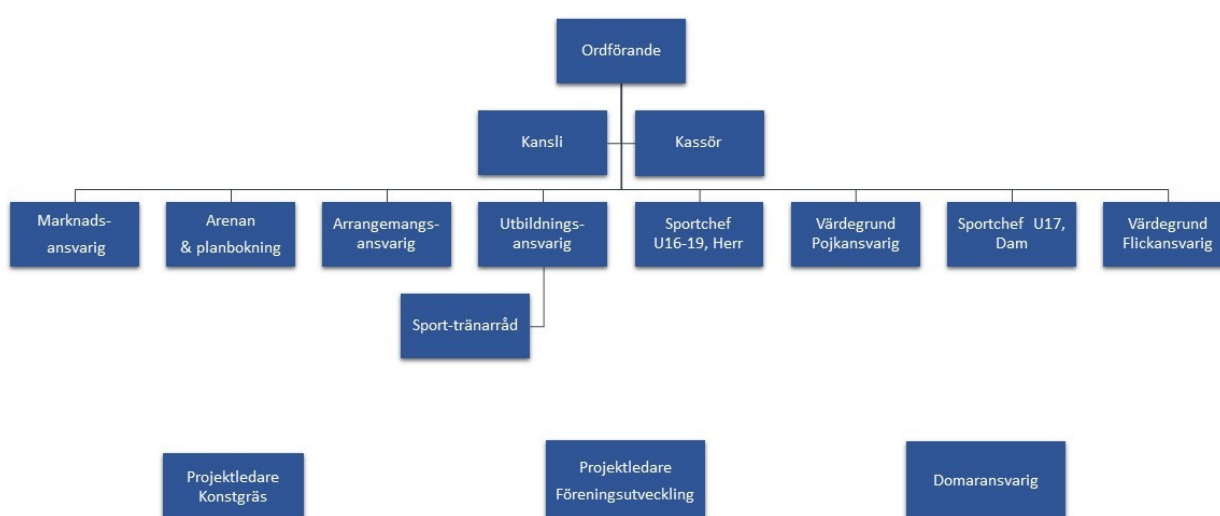 Ordförande
Kansli
Kassör
Marknads-
ansvarig
Arenan
& planbokning
Arrangemangs-
ansvarig
Utbildnings-
ansvarig
Sportchef
U16-19, Herr
Värdegrund
Pojkansvarig
Sportchef U17,
Dam
Värdegrund
Flickansvarig
Sport-tränarråd
Projektledare
Konstgräs
Projektledare
Föreningsutveckling
Domaransvarig